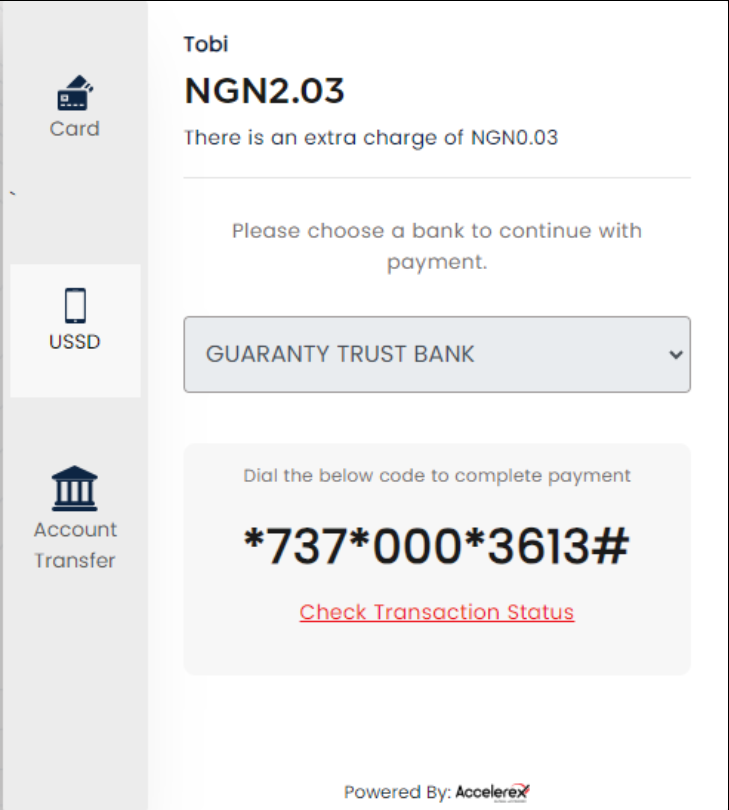 Tobi
NGN2.03
There is an extra charge of NGN0.03
Card
`
Please choose a bank to continue with
payment.
USSD
GUARANTY TRUST BANK
Dial the below code to complete payment
*737*000*3613#
Account
Transfer
Check Transaction Status
Powered By: Accelerex